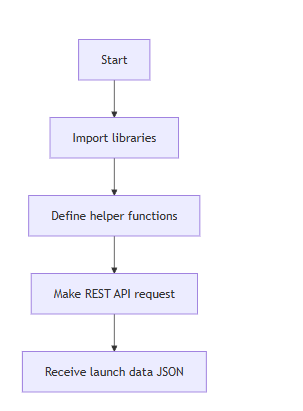 Start
Import libraries
Define helper functions
Make REST API request
Receive launch data JSON